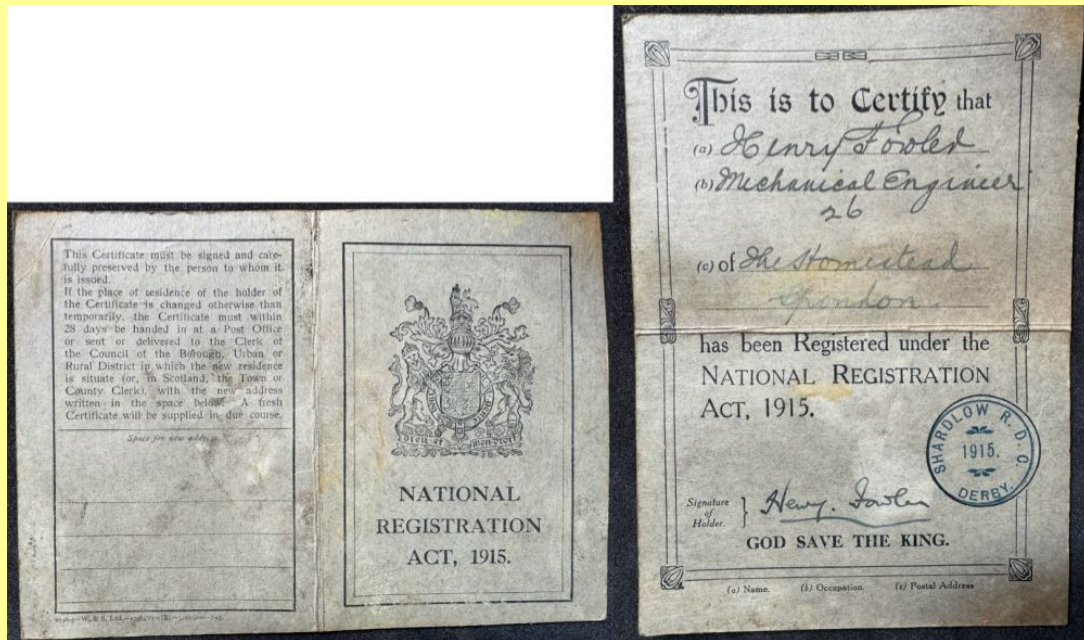 This Certificate must be signed and care-
fully preserved by the person to whom it
is issued.
If the place of residence of the holder of
the Certificate is changed otherwise than
temporarily, the Certificate must within
28 days be handed in at a Post Office
or sent or delivered to the Clerk of
the Council of the Borough, Urban or
Rural District in which the new residence
is situate (or, in Scotland, the Town or
County Clerk), with the new address
written in the space below. A fresh
Certificate will be supplied in due course.
Space for new address.
W. & S. Ltd.
DIEU ET MON DROIT
NATIONAL
REGISTRATION
ACT, 1915.
This is to Certify that
(a) Henry Fowler
(b) Mechanical Engineer
26
(c) of The Homestead
Spondon.
has been Registered under the
NATIONAL REGISTRATION
ACT, 1915.
SHARDLOW R. D. C.
1915.
DERBY.
Signature
of
Holder.
} Henry. Fowler
GOD SAVE THE KING.
(a) Name. (b) Occupation. (c) Postal Address